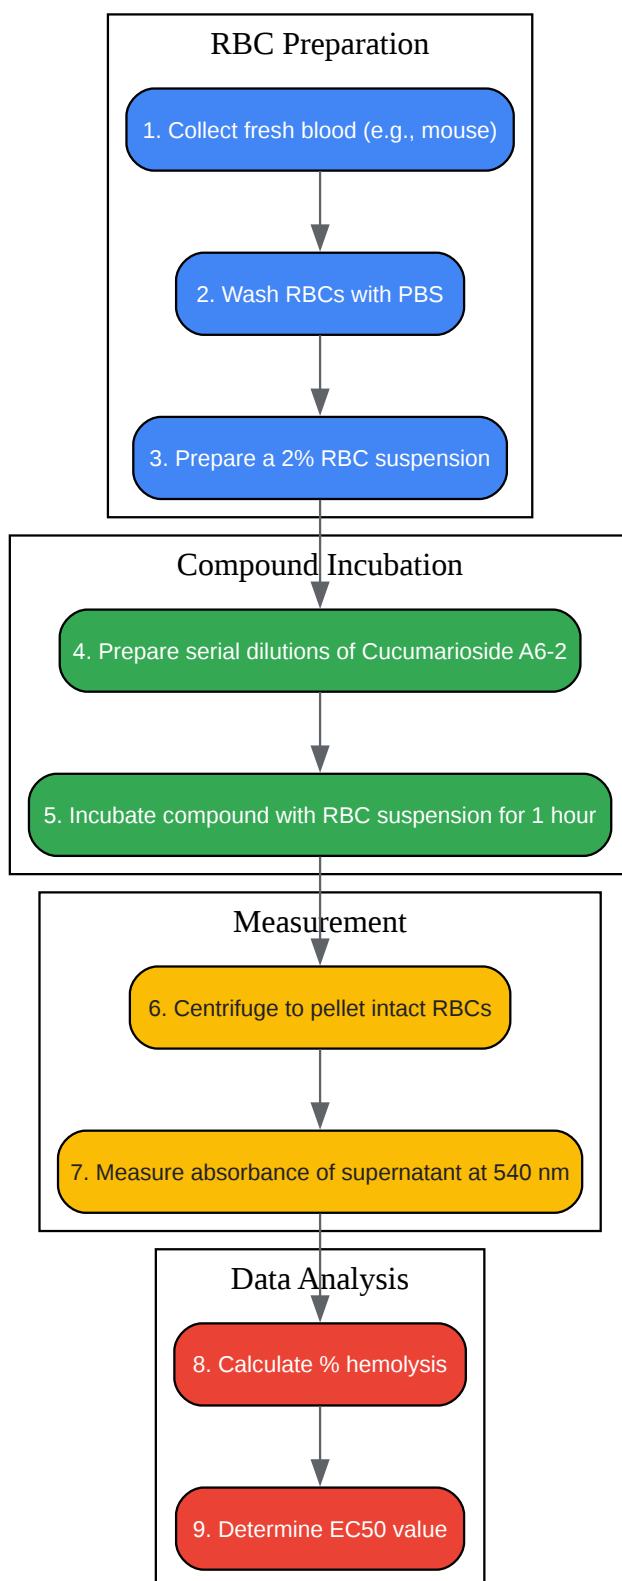 RBC Preparation
1. Collect fresh blood (e.g., mouse)
2. Wash RBCs with PBS
3. Prepare a 2% RBC suspension
Compound Incubation
4. Prepare serial dilutions of Cucumarioside A6-2
5. Incubate compound with RBC suspension for 1 hour
Measurement
6. Centrifuge to pellet intact RBCs
7. Measure absorbance of supernatant at 540 nm
Data Analysis
8. Calculate % hemolysis
9. Determine EC50 value